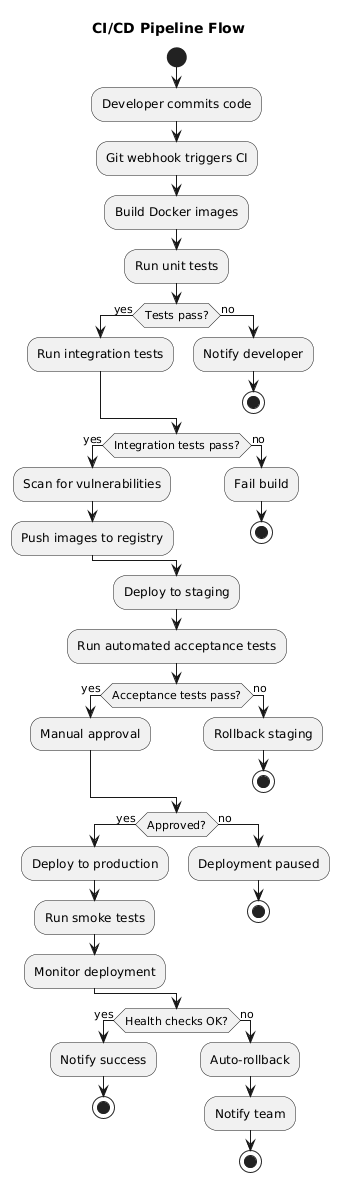 CI/CD Pipeline Flow
Developer commits code
Git webhook triggers CI
Build Docker images
Run unit tests
yes
Tests pass?
no
Run integration tests
Notify developer
yes
Integration tests pass?
no
Scan for vulnerabilities
Fail build
Push images to registry
Deploy to staging
Run automated acceptance tests
yes
Acceptance tests pass?
no
Manual approval
Rollback staging
yes
Approved?
no
Deploy to production
Deployment paused
Run smoke tests
Monitor deployment
yes
Health checks OK?
no
Notify success
Auto-rollback
Notify team